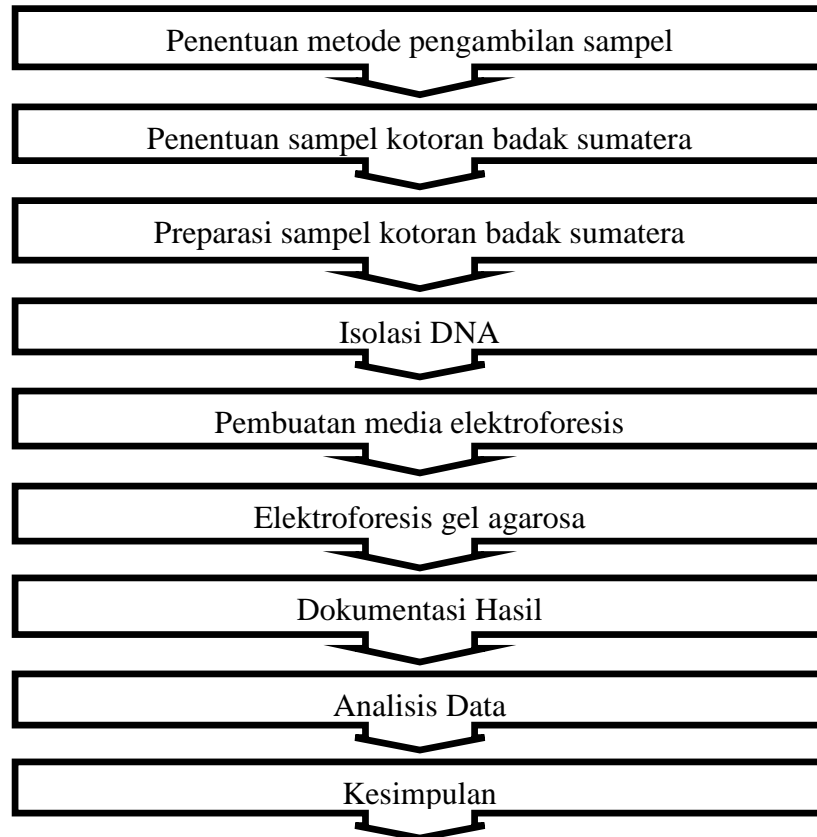 Penentuan metode pengambilan sampel
Penentuan sampel kotoran badak sumatera
Preparasi sampel kotoran badak sumatera
Isolasi DNA
Pembuatan media elektroforesis
Elektroforesis gel agarosa
Dokumentasi Hasil
Analisis Data
Kesimpulan